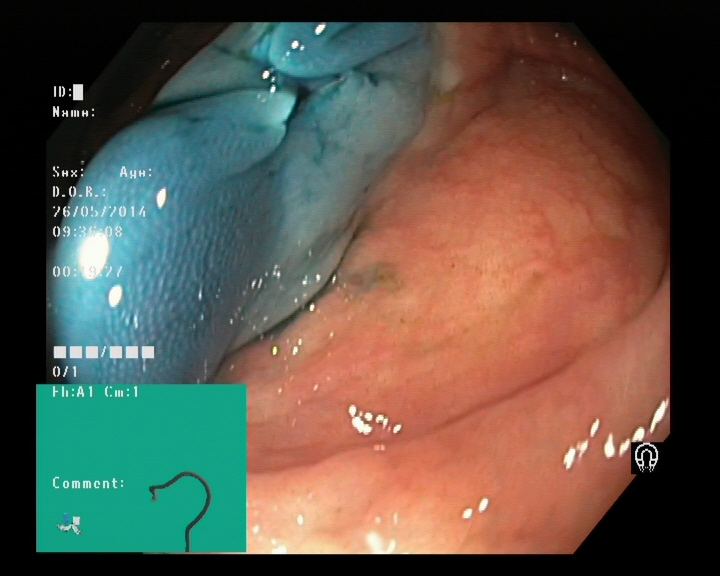 ID:
Name:
Sex: Age:
D.O.B.:
26/05/2014
09:36:08
00:19:27
■■■/■■■
0/1
Eh:A1 Cm:1
Comment: